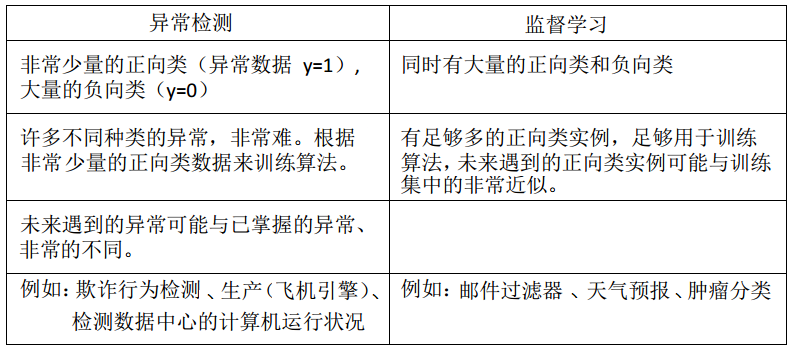 异常检测
监督学习
非常少量的正向类（异常数据 y=1），
大量的负向类（y=0）
同时有大量的正向类和负向类
许多不同种类的异常，非常难。根据
非常少量的正向类数据来训练算法。
有足够多的正向类实例，足够用于训练
算法，未来遇到的正向类实例可能与训练
集中的非常近似。
未来遇到的异常可能与已掌握的异常、
非常的不同。
例如：欺诈行为检测、生产（飞机引擎）、
检测数据中心的计算机运行状况
例如：邮件过滤器、天气预报、肿瘤分类